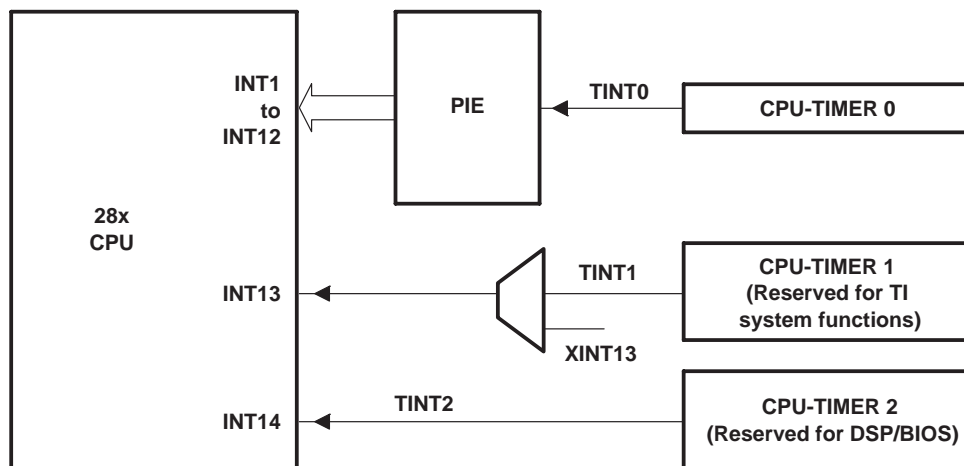 INT1
to
INT12
PIE
TINT0
CPU-TIMER 0
28x
CPU
INT13
TINT1
XINT13
CPU-TIMER 1
(Reserved for TI
system functions)
INT14
TINT2
CPU-TIMER 2
(Reserved for DSP/BIOS)